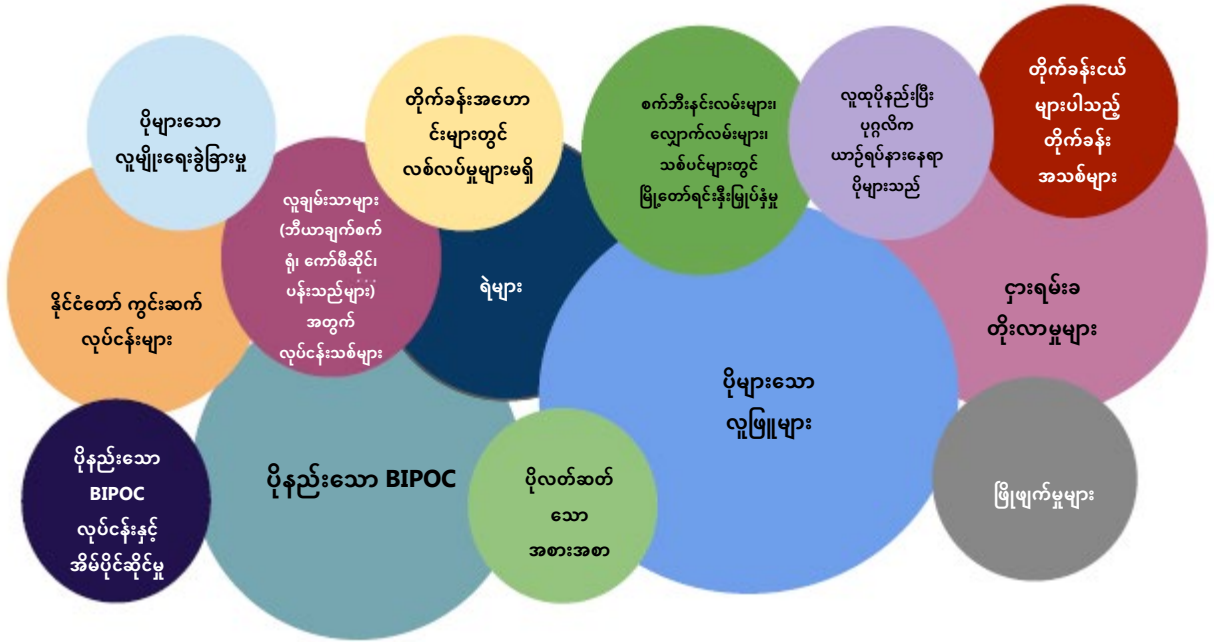 ပိုများသော
လူမျိုးရေးခွဲခြားမှု
တိုက်ခန်းအဟော
င်းများတွင်
လစ်လပ်မှုများမရှိ
စက်ဘီးနင်းလမ်းများ၊
လျှောက်လမ်းများ၊
သစ်ပင်များတွင်
မြို့တော်ရင်းနှီးမြှုပ်နှံမှု
လူထုပိုနည်းပြီး
ပုဂ္ဂလိက
ယာဉ်ရပ်နားနေရာ
ပိုများသည်
တိုက်ခန်းငယ်
များပါသည့်
တိုက်ခန်း
အသစ်များ
နိုင်ငံတော် ကွင်းဆက်
လုပ်ငန်းများ
လူချမ်းသာများ
(ဘီယာချက်စက်
ရုံ၊ ကော်ဖီဆိုင်၊
ပန်းသည်များ)
အတွက်
လုပ်ငန်းသစ်များ
ရဲများ
ငှားရမ်းခ
တိုးလာမှုများ
ပိုများသော
လူဖြူများ
ပိုနည်းသော
BIPOC
လုပ်ငန်းနှင့်
အိမ်ပိုင်ဆိုင်မှု
ပိုနည်းသော BIPOC
ပိုလတ်ဆတ်
သော
အစားအစာ
ဖြိုဖျက်မှုများ